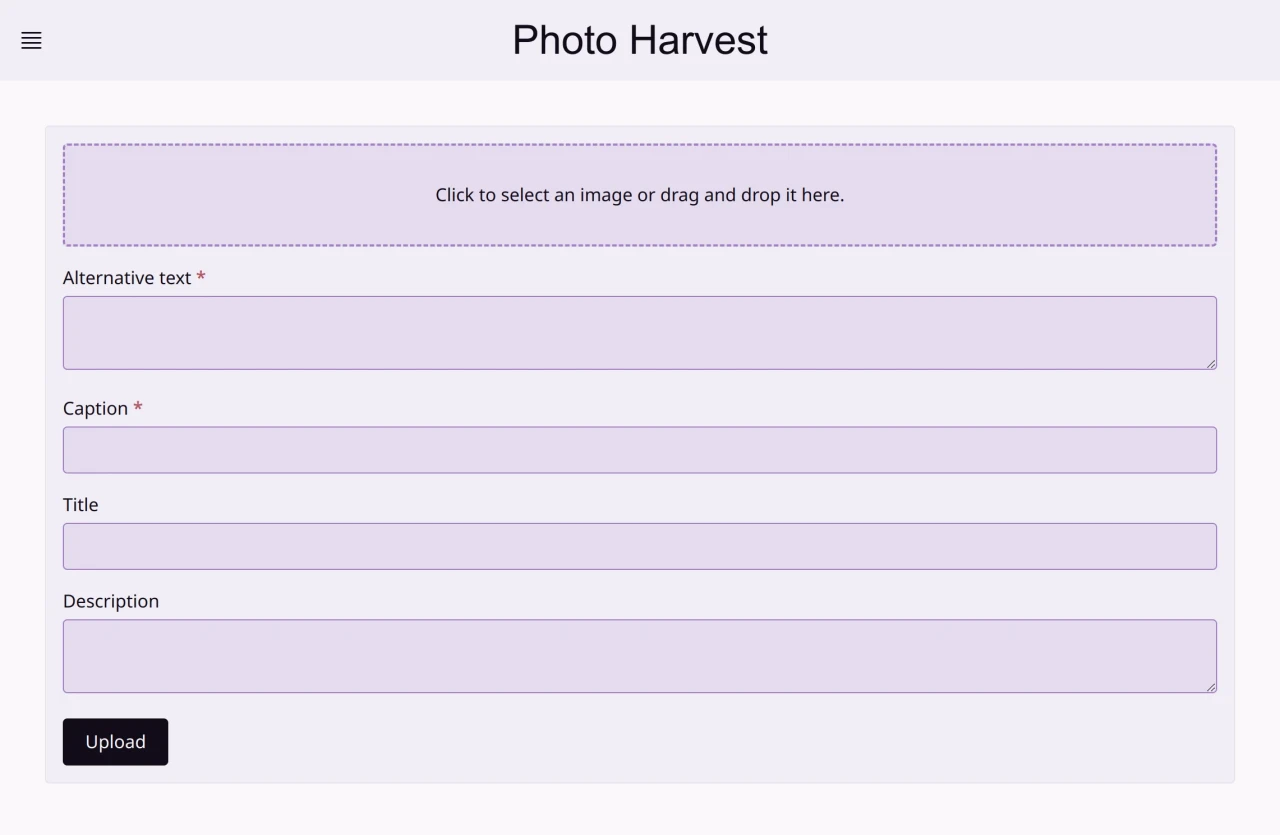 Photo Harvest
Click to select an image or drag and drop it here.
Alternative text *
Caption *
Title
Description
Upload